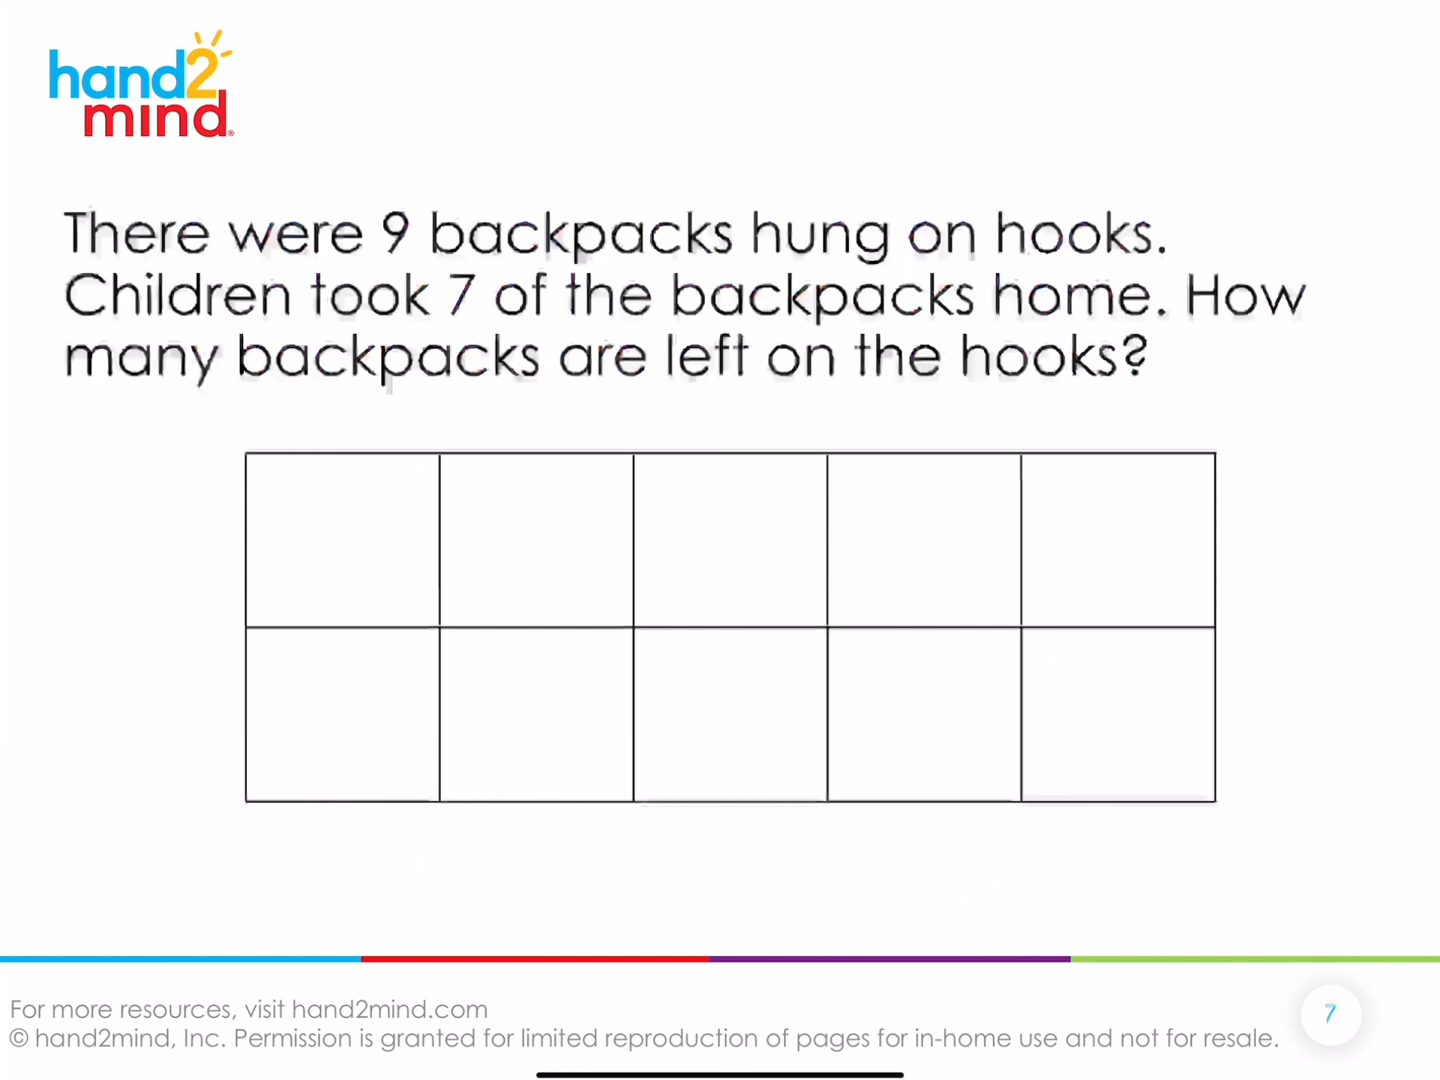 hand2
mind®
There were 9 backpacks hung on hooks.
Children took 7 of the backpacks home. How
many backpacks are left on the hooks?
For more resources, visit hand2mind.com
© hand2mind, Inc. Permission is granted for limited reproduction of pages for in-home use and not for resale.
7